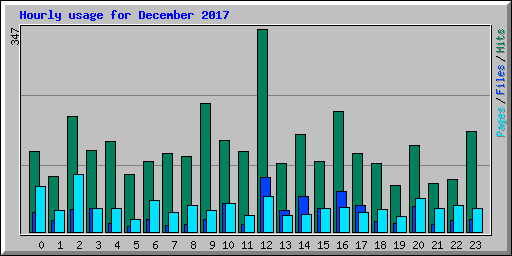 Hourly usage for December 2017
347
Pages / Files / Hits
0 1 2 3 4 5 6 7 8 9 10 11 12 13 14 15 16 17 18 19 20 21 22 23